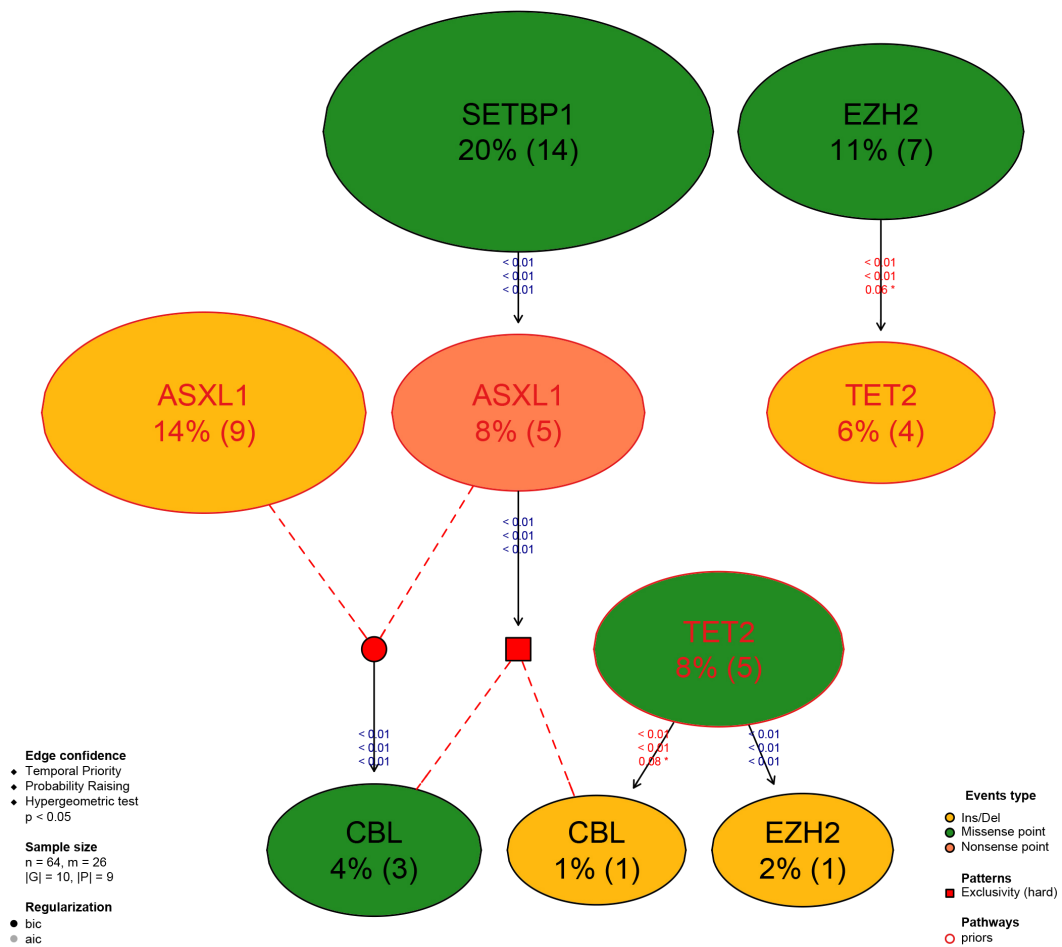 SETBP1
20% (14)
EZH2
11% (7)
< 0.01
< 0.01
< 0.01
< 0.01
< 0.01
0.06 *
ASXL1
14% (9)
ASXL1
8% (5)
TET2
6% (4)
< 0.01
< 0.01
< 0.01
TET2
8% (5)
< 0.01
< 0.01
< 0.01
< 0.01
< 0.01
0.08 *
< 0.01
< 0.01
< 0.01
CBL
4% (3)
CBL
1% (1)
EZH2
2% (1)
Edge confidence
Temporal Priority
Probability Raising
Hypergeometric test
p < 0.05
Sample size
n = 64, m = 26
|G| = 10, |P| = 9
Regularization
bic
aic
Events type
Ins/Del
Missense point
Nonsense point
Patterns
Exclusivity (hard)
Pathways
priors